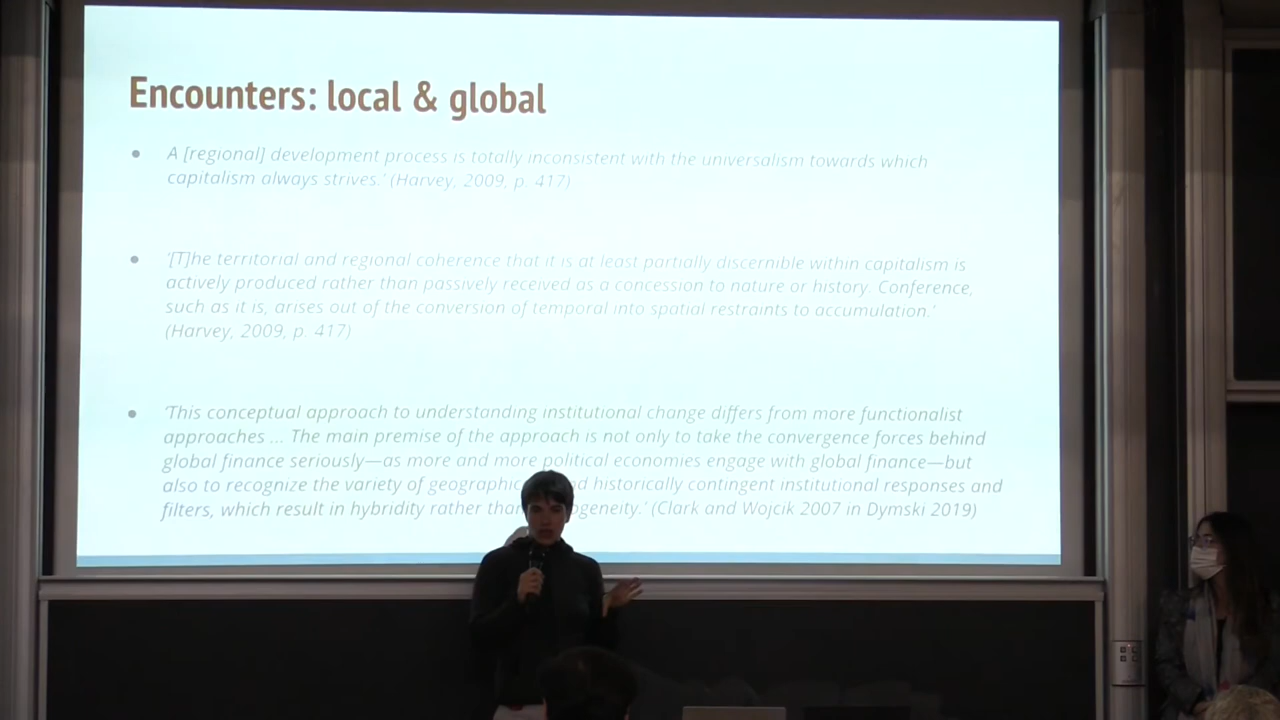 Encounters: local & global
A [regional] development process is totally inconsistent with the universalism towards which
capitalism always strives.' (Harvey, 2009, p. 417)
'[T]he territorial and regional coherence that it is at least partially discernible within capitalism is
actively produced rather than passively received as a concession to nature or history. Conference,
such as it is, arises out of the conversion of temporal into spatial restraints to accumulation.'
(Harvey, 2009, p. 417)
'This conceptual approach to understanding institutional change differs from more functionalist
approaches ... The main premise of the approach is not only to take the convergence forces behind
global finance seriously—as more and more political economies engage with global finance—but
also to recognize the variety of historically contingent institutional responses and
filters, which result in hybridity rather (Clark and Wojcik 2007 in Dymski 2019)